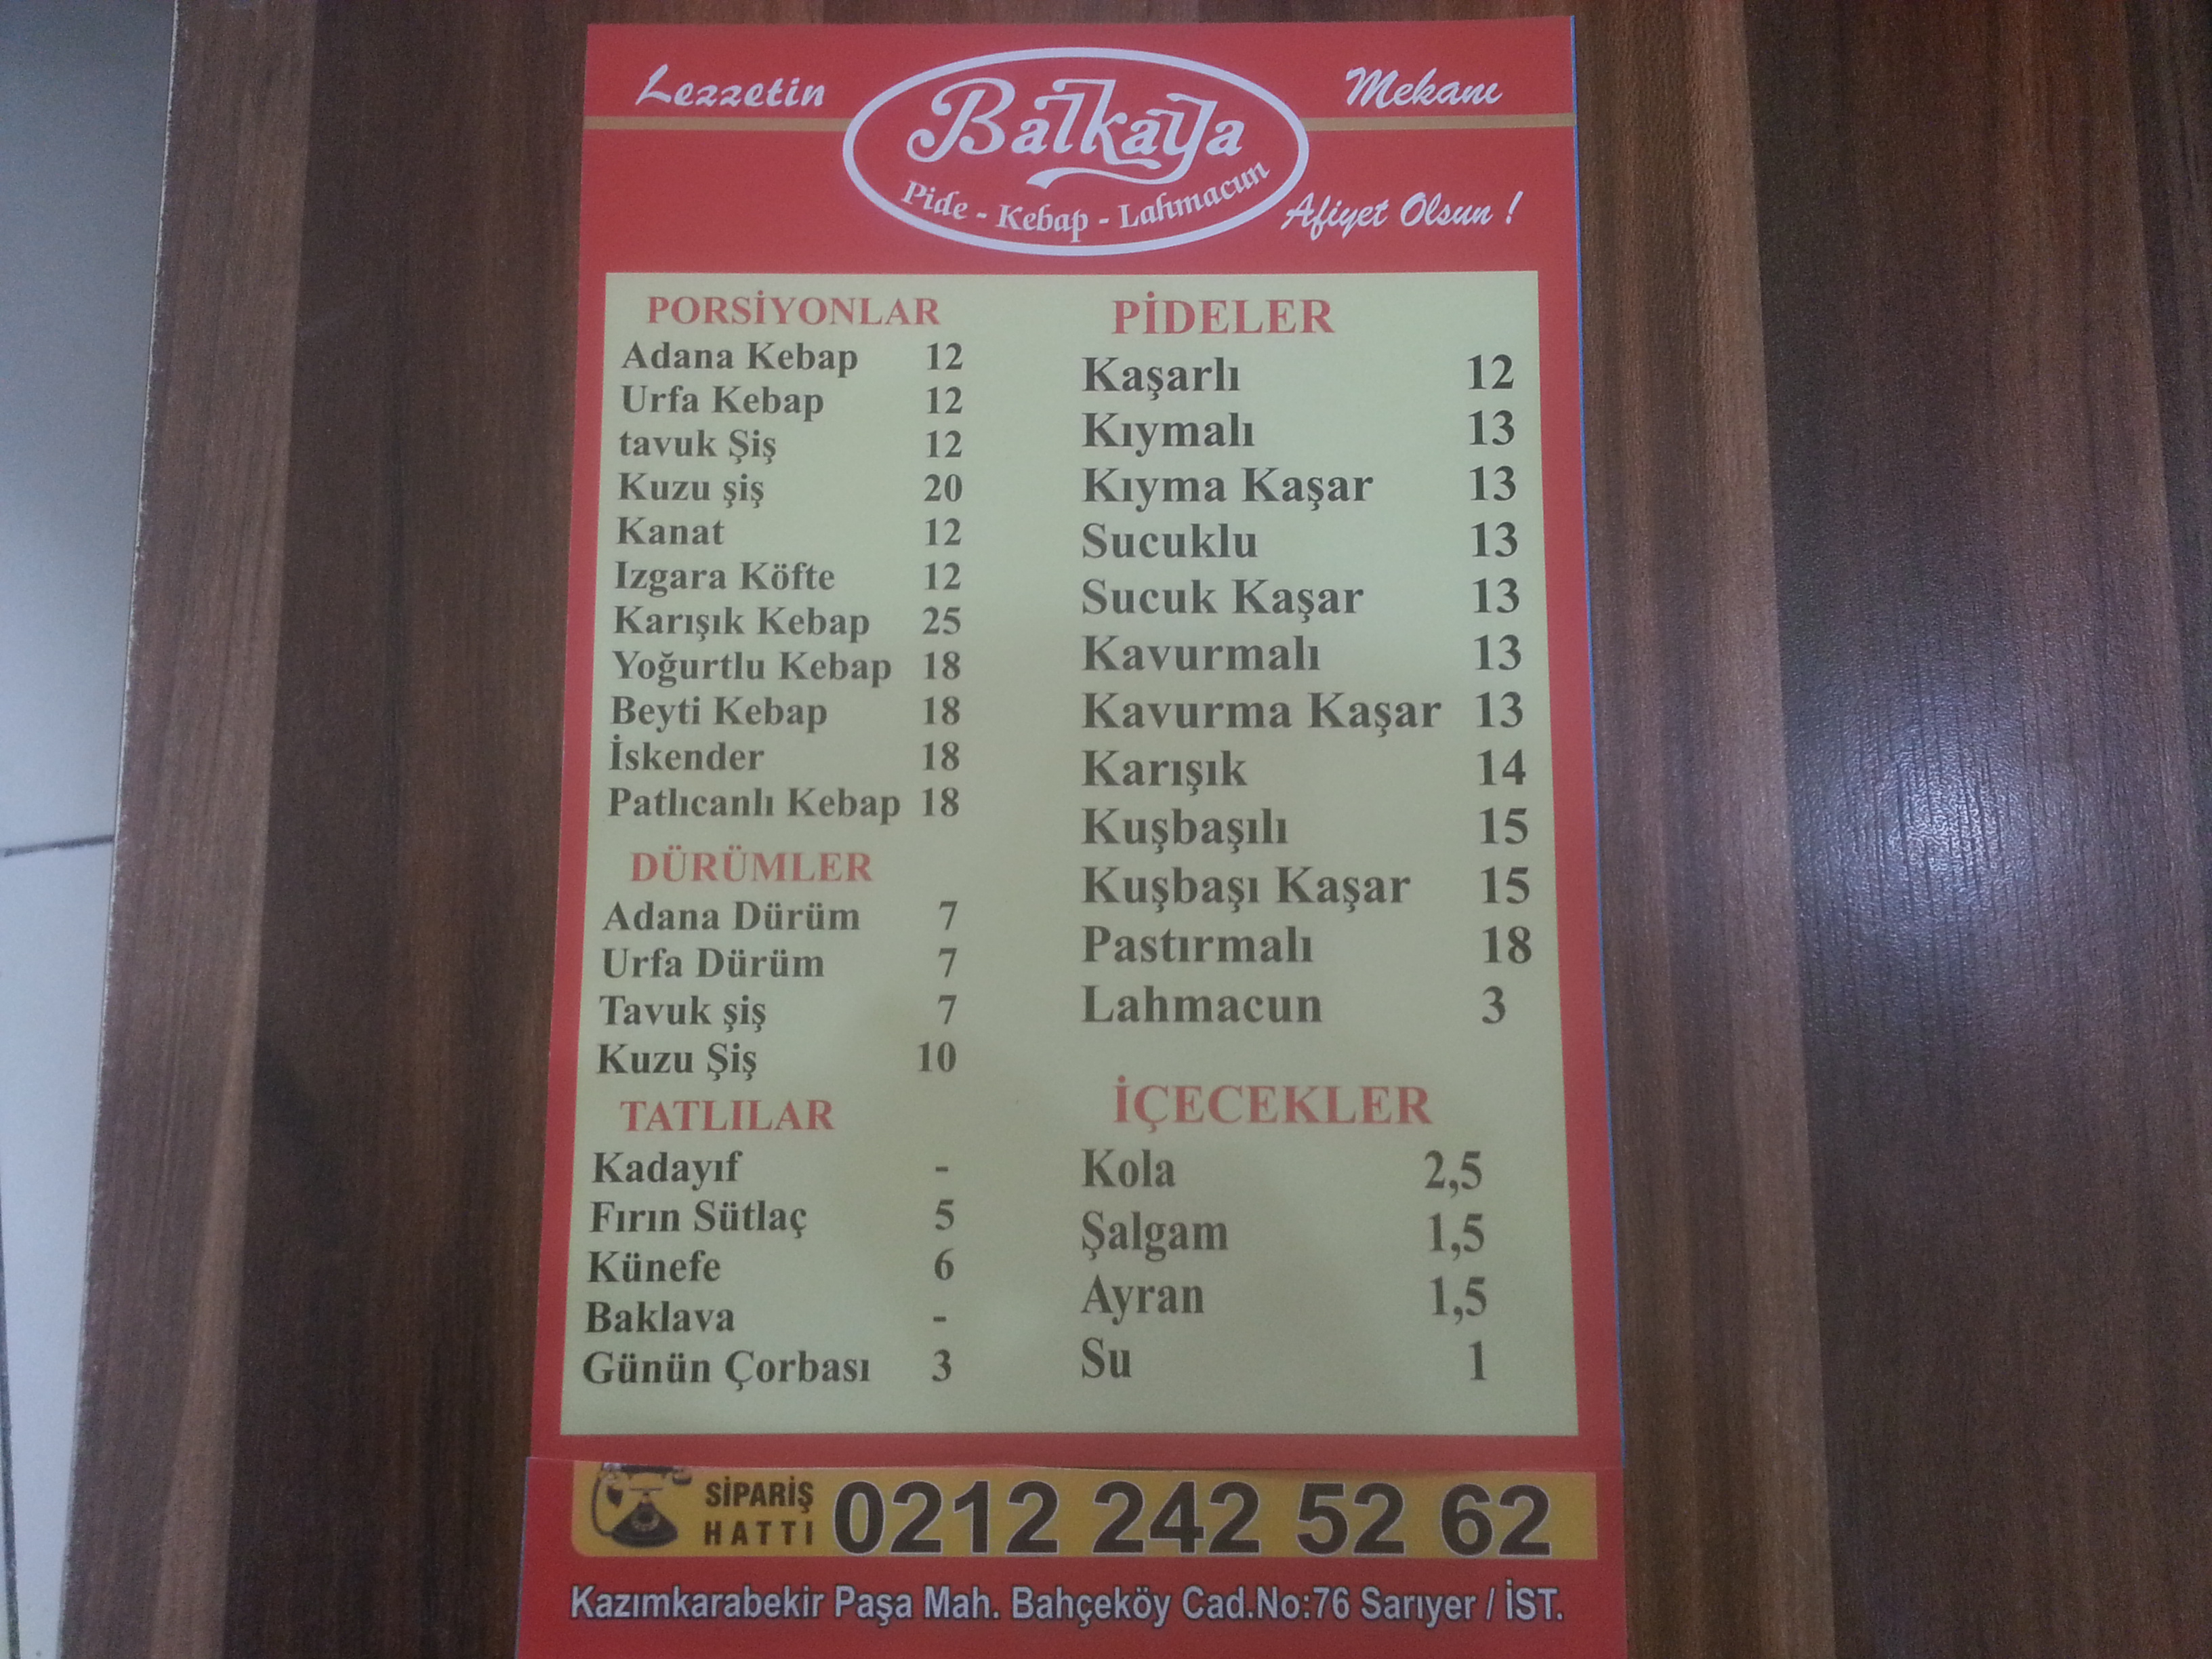 Lezzetin
Balkaya
Mekanı
Pide - Kebap - Lahmacun
Afiyet Olsun !
PORSİYONLAR
Adana Kebap 12
Urfa Kebap 12
tavuk Şiş 12
Kuzu şiş 20
Kanat 12
Izgara Köfte 12
Karışık Kebap 25
Yoğurtlu Kebap 18
Beyti Kebap 18
İskender 18
Patlıcanlı Kebap 18
DÜRÜMLER
Adana Dürüm 7
Urfa Dürüm 7
Tavuk şiş 7
Kuzu Şiş 10
TATLILAR
Kadayıf -
Fırın Sütlaç 5
Künefe 6
Baklava -
Günün Çorbası 3
PİDELER
Kaşarlı 12
Kıymalı 13
Kıyma Kaşar 13
Sucuklu 13
Sucuk Kaşar 13
Kavurmalı 13
Kavurma Kaşar 13
Karışık 14
Kuşbaşılı 15
Kuşbaşı Kaşar 15
Pastırmalı 18
Lahmacun 3
İÇECEKLER
Kola 2,5
Şalgam 1,5
Ayran 1,5
Su 1
SİPARİŞ
HATTI
0212 242 52 62
Kazımkarabekir Paşa Mah. Bahçeköy Cad.No:76 Sarıyer / İST.